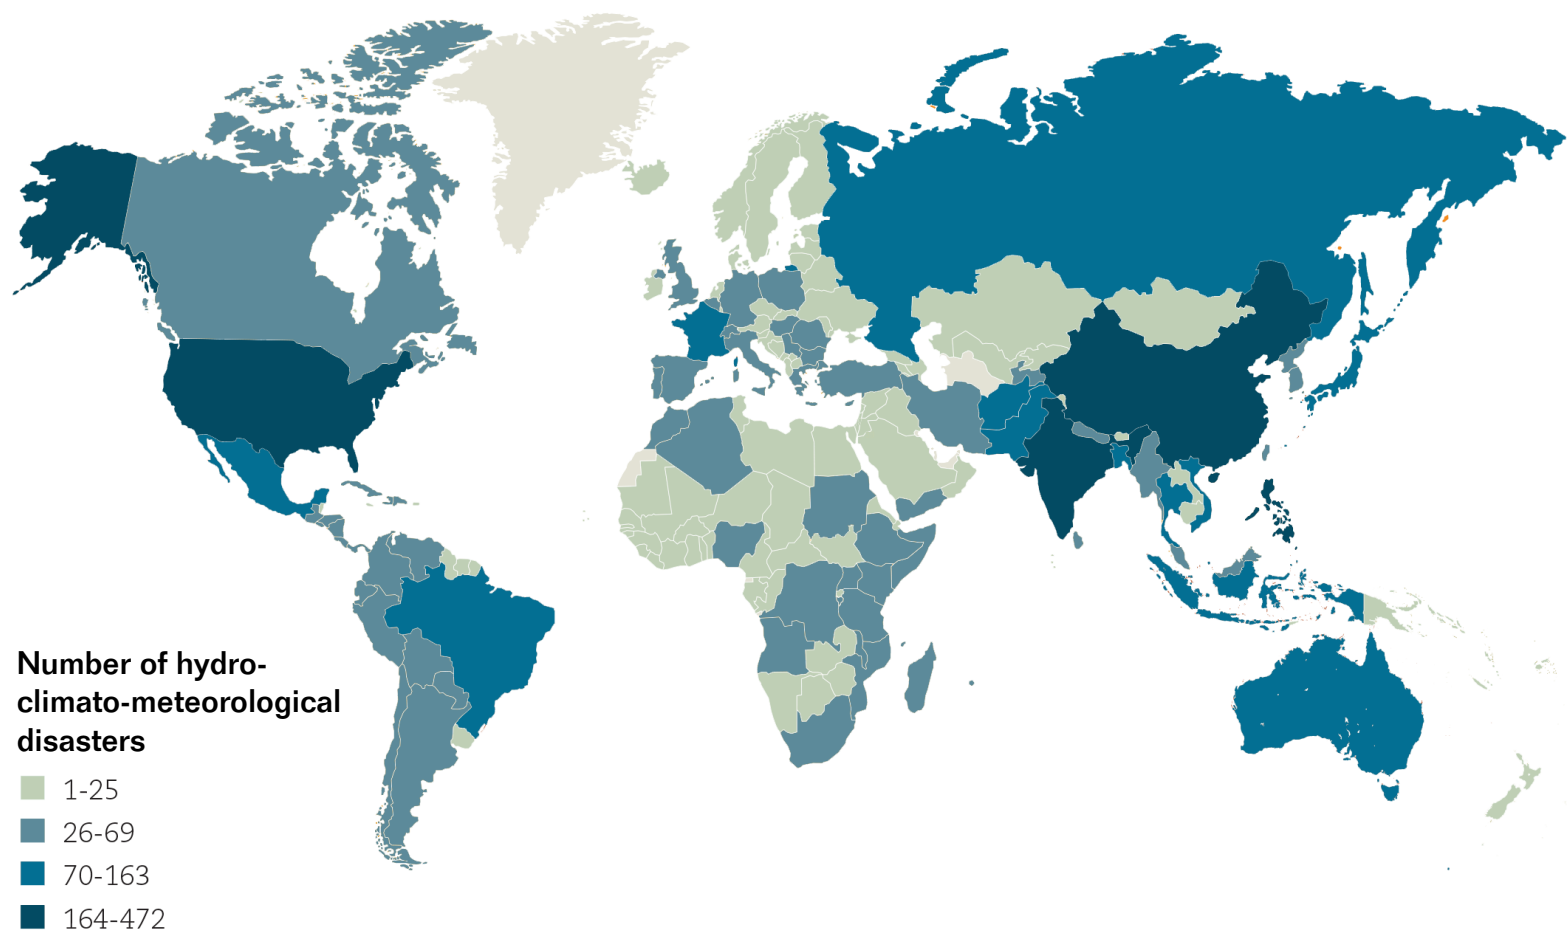 Number of hydro-
climato-meteorological
disasters
1-25
26-69
70-163
164-472